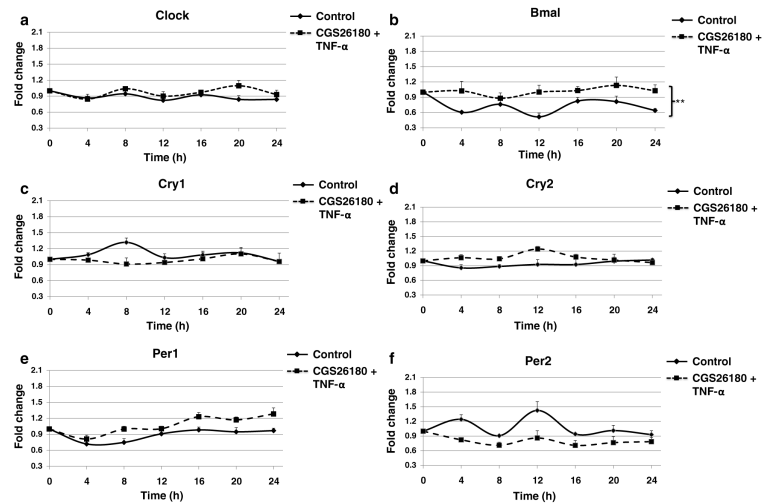 a
Clock
Control
CGS26180 +
TNF-α
Fold change
2.1
1.8
1.5
1.2
0.9
0.6
0.3
0 4 8 12 16 20 24
Time (h)
b
Bmal
Control
CGS26180 +
TNF-α
Fold change
2.1
1.8
1.5
1.2
0.9
0.6
0.3
**
0 4 8 12 16 20 24
Time (h)
c
Cry1
Control
CGS26180 +
TNF-α
Fold change
2.1
1.8
1.5
1.2
0.9
0.6
0.3
0 4 8 12 16 20 24
Time (h)
d
Cry2
Control
CGS26180 +
TNF-α
Fold change
2.1
1.8
1.5
1.2
0.9
0.6
0.3
0 4 8 12 16 20 24
Time (h)
e
Per1
Control
CGS26180 +
TNF-α
Fold change
2.1
1.8
1.5
1.2
0.9
0.6
0.3
0 4 8 12 16 20 24
Time (h)
f
Per2
Control
CGS26180 +
TNF-α
Fold change
2.1
1.8
1.5
1.2
0.9
0.6
0.3
0 4 8 12 16 20 24
Time (h)